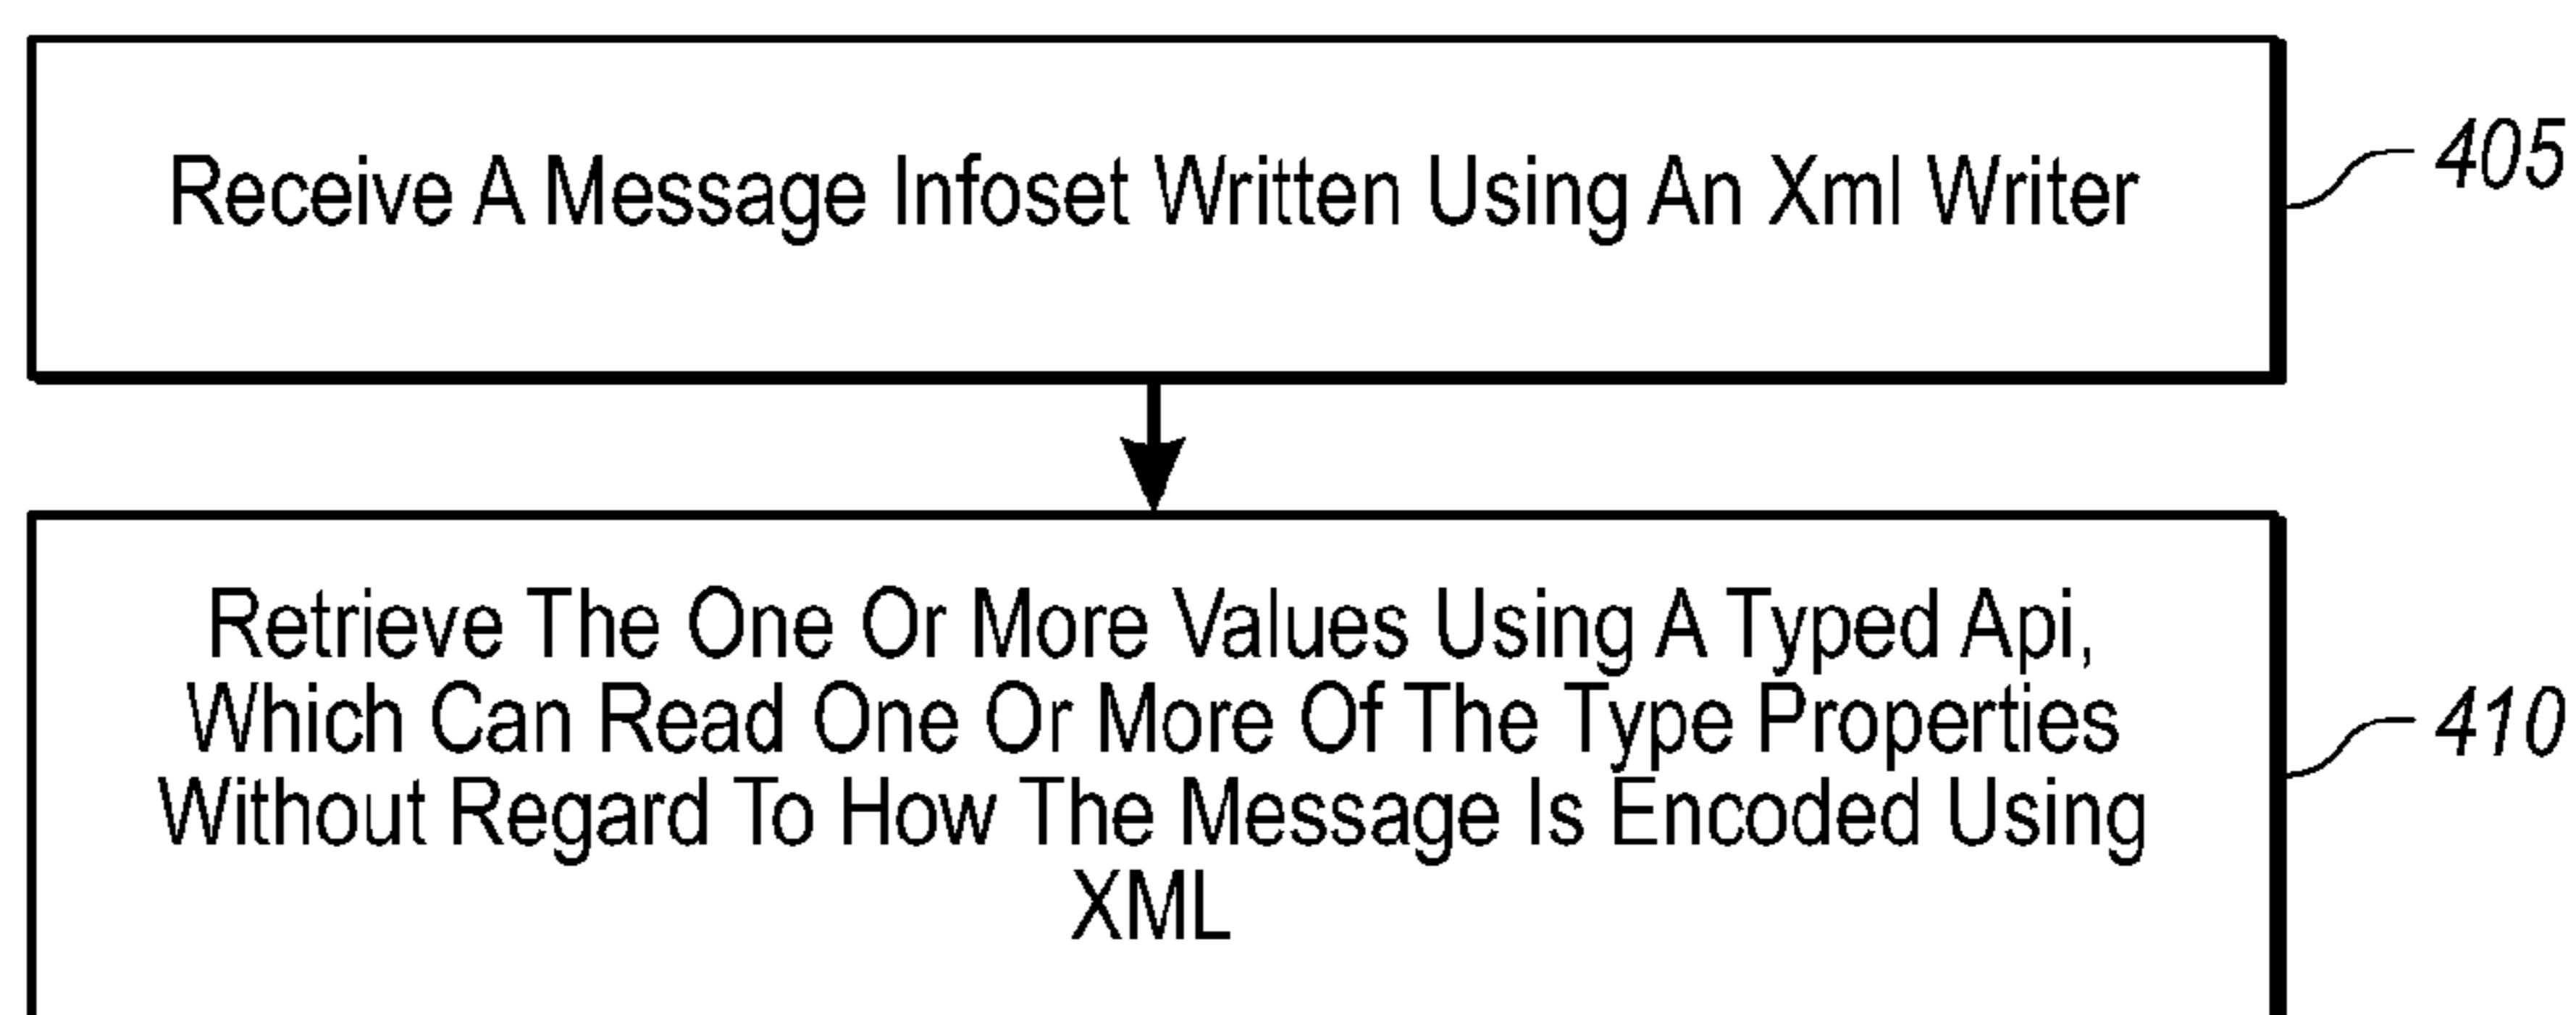 Receive A Message Infoset Written Using An Xml Writer
405
Retrieve The One Or More Values Using A Typed Api,
Which Can Read One Or More Of The Type Properties
Without Regard To How The Message Is Encoded Using
XML
410